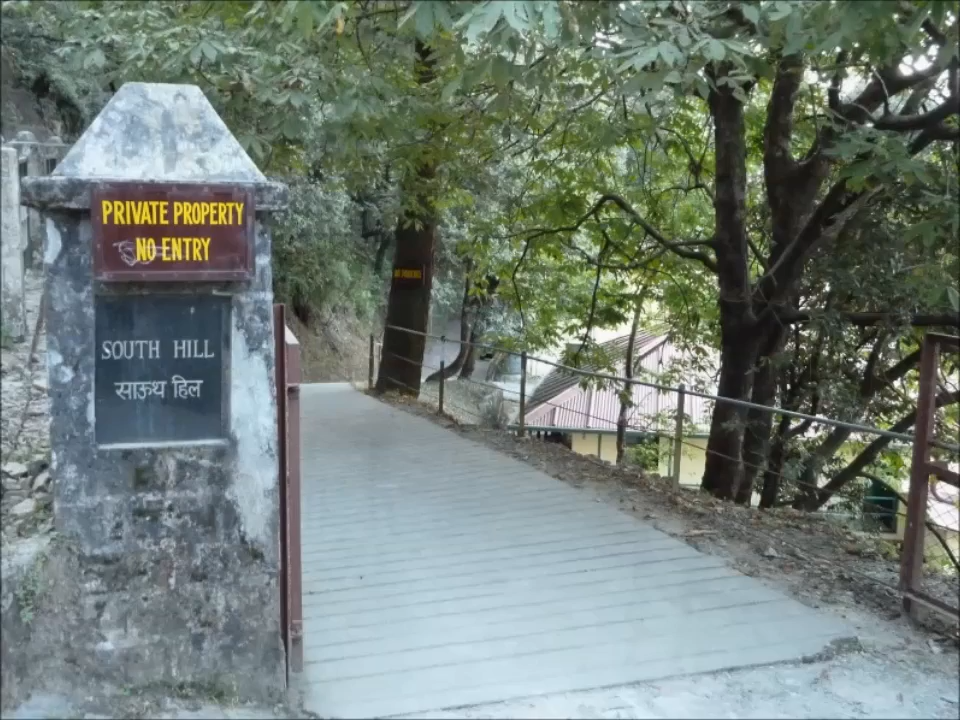 PRIVATE PROPERTY
NO ENTRY
SOUTH HILL
साऊथ हिल